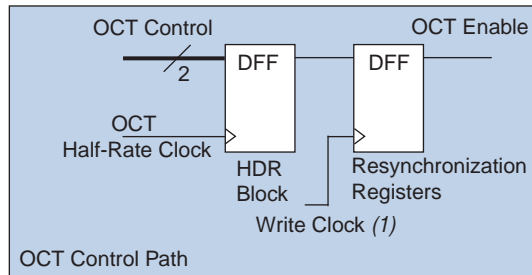 OCT Control
OCT Enable
2
DFF
DFF
OCT
Half-Rate Clock
HDR
Block
Resynchronization
Registers
Write Clock (1)
OCT Control Path